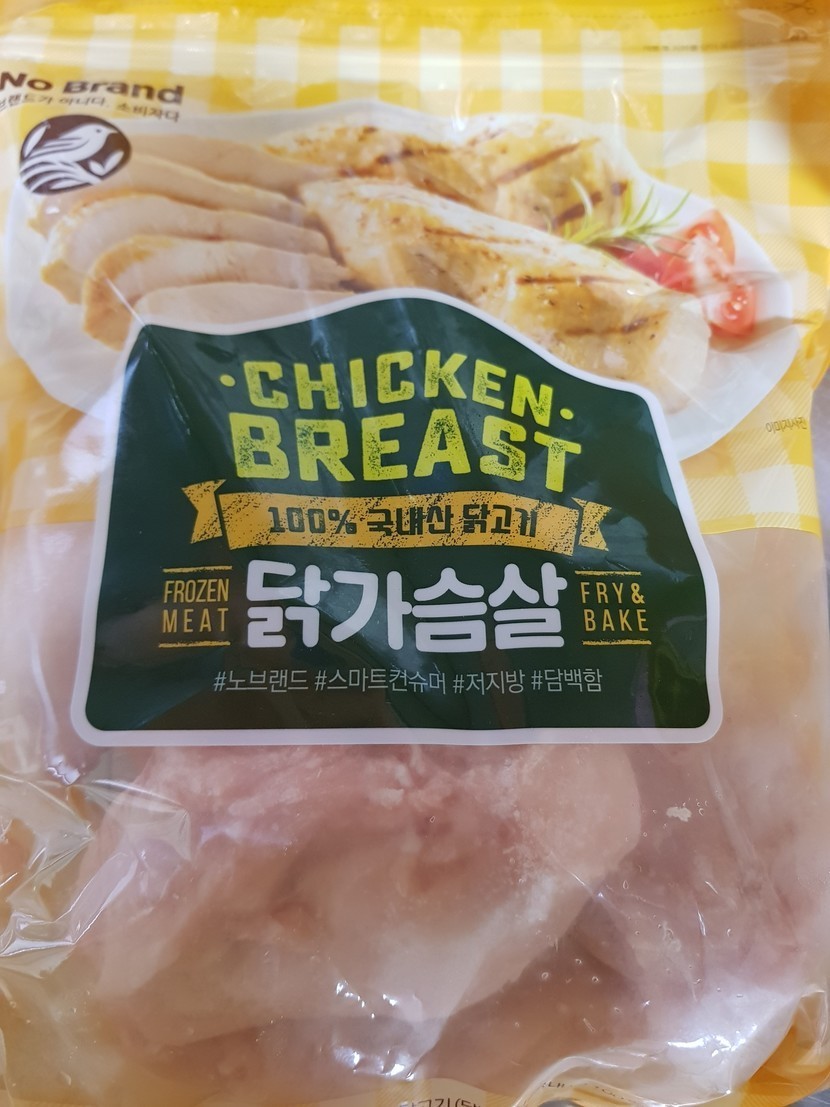 No Brand
브랜드가 아니다. 소비자다
·CHICKEN·
BREAST
100% 국내산 닭고기
FROZEN
MEAT
닭가슴살
FRY &
BAKE
#노브랜드 #스마트컨슈머 #저지방 #담백함